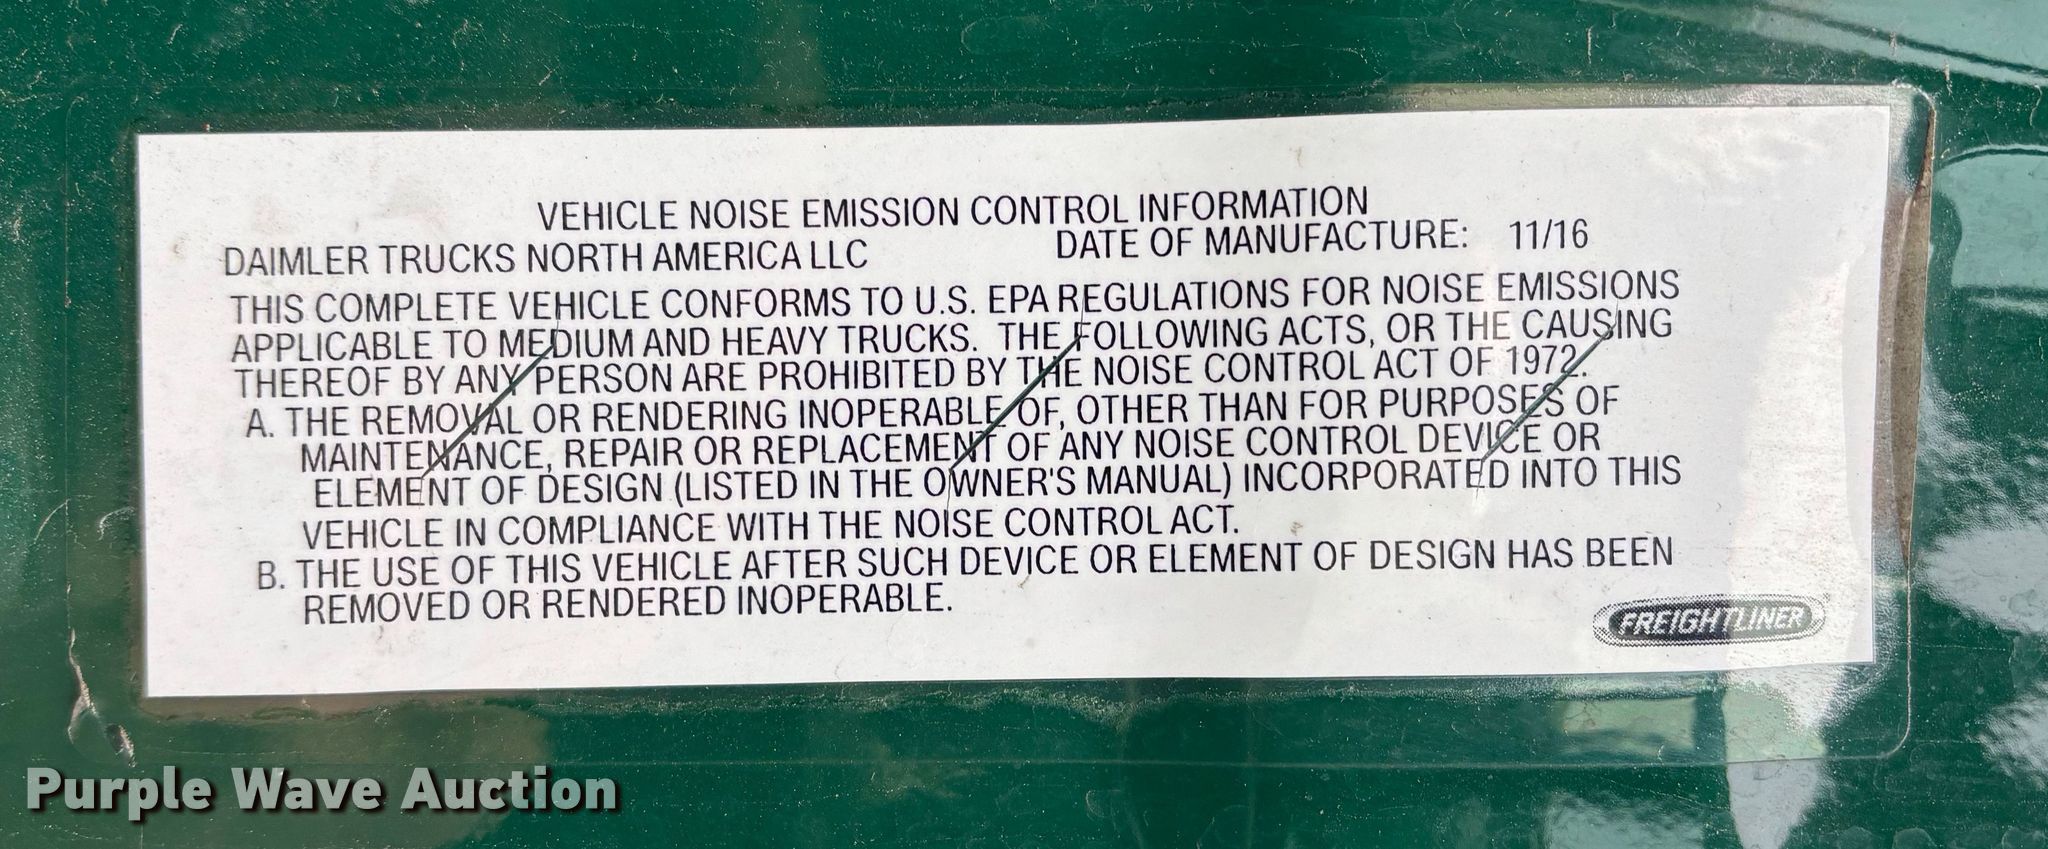 VEHICLE NOISE EMISSION CONTROL INFORMATION
DAIMLER TRUCKS NORTH AMERICA LLC DATE OF MANUFACTURE: 11/16
THIS COMPLETE VEHICLE CONFORMS TO U.S. EPA REGULATIONS FOR NOISE EMISSIONS
APPLICABLE TO MEDIUM AND HEAVY TRUCKS. THE FOLLOWING ACTS, OR THE CAUSING
THEREOF BY ANY PERSON ARE PROHIBITED BY THE NOISE CONTROL ACT OF 1972.
A. THE REMOVAL OR RENDERING INOPERABLE OF, OTHER THAN FOR PURPOSES OF
MAINTENANCE, REPAIR OR REPLACEMENT OF ANY NOISE CONTROL DEVICE OR
ELEMENT OF DESIGN (LISTED IN THE OWNER'S MANUAL) INCORPORATED INTO THIS
VEHICLE IN COMPLIANCE WITH THE NOISE CONTROL ACT.
B. THE USE OF THIS VEHICLE AFTER SUCH DEVICE OR ELEMENT OF DESIGN HAS BEEN
REMOVED OR RENDERED INOPERABLE.
FREIGHTLINER
Purple Wave Auction